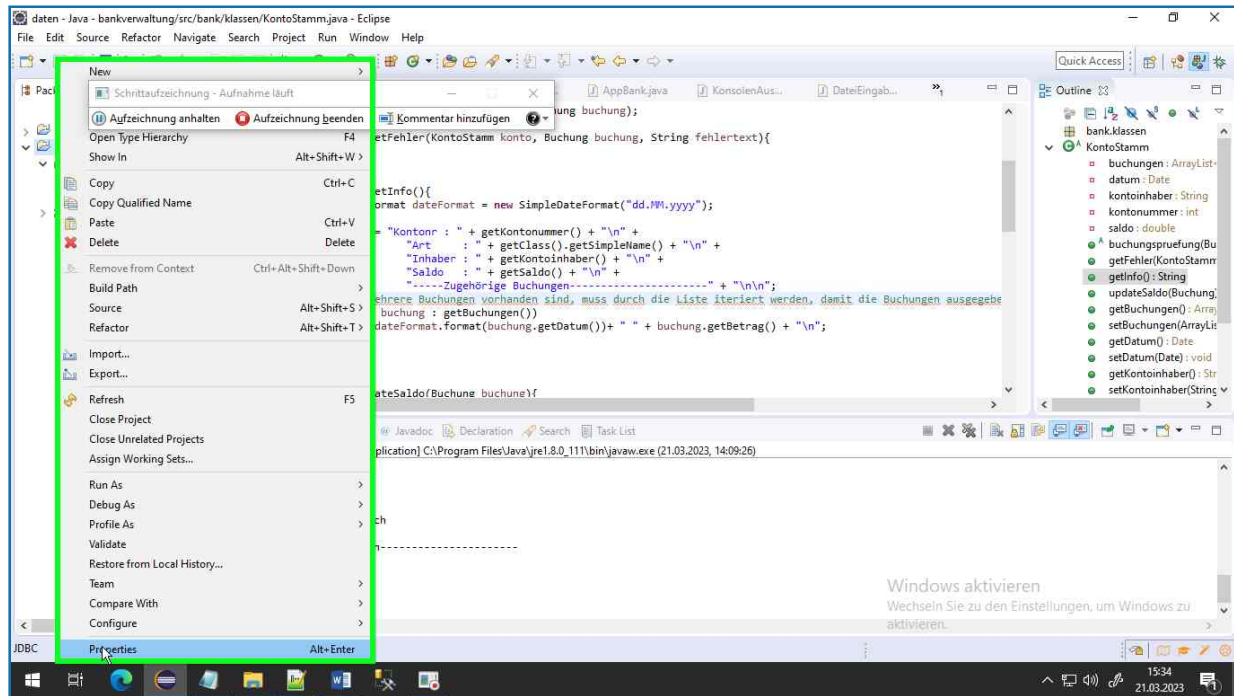 daten - Java - bankverwaltung/src/bank/klassen/KontoStamm.java - Eclipse
File Edit Source Refactor Navigate Search Project Run Window Help
Quick Access
New
Schrittaufzeichnung - Aufnahme läuft
Aufzeichnung anhalten Aufzeichnung beenden Kommentar hinzufügen
Open Type Hierarchy F4
Show In Alt+Shift+W >
Copy Ctrl+C
Copy Qualified Name
Paste Ctrl+V
Delete Delete
Remove from Context Ctrl+Alt+Shift+Down
Build Path
Source Alt+Shift+S >
Refactor Alt+Shift+T >
Import...
Export...
Refresh F5
Close Project
Close Unrelated Projects
Assign Working Sets...
Run As
Debug As
Profile As
Validate
Restore from Local History...
Team
Compare With
Configure
Properties Alt+Enter
Pack
AppBank.java KonsolenAus... DateiEingab... »1
ung buchung);
etFehler(KontoStamm konto, Buchung buchung, String fehlertext){
etInfo(){
ormat dateFormat = new SimpleDateFormat("dd.MM.yyyy");
= "Kontonr : " + getKontonummer() + "\n" +
"Art : " + getClass().getSimpleName() + "\n" +
"Inhaber : " + getKontoinhaber() + "\n" +
"Saldo : " + getSaldo() + "\n" +
"-----Zugehörige Buchungen----------------------" + "\n\n";
ehrere Buchungen vorhanden sind, muss durch die Liste iteriert werden, damit die Buchungen ausgegebe
buchung : getBuchungen())
dateFormat.format(buchung.getDatum())+ " " + buchung.getBetrag() + "\n";
ateSaldo(Buchung buchung){
Outline
bank.klassen
KontoStamm
buchungen : ArrayList<
datum : Date
kontoinhaber : String
kontonummer : int
saldo : double
buchungspruefung(Bu
getFehler(KontoStamm
getInfo() : String
updateSaldo(Buchung)
getBuchungen() : Array
setBuchungen(ArrayLis
getDatum() : Date
setDatum(Date) : void
getKontoinhaber() : Str
setKontoinhaber(String
@ Javadoc Declaration Search Task List
plication] C:\Program Files\Java\jre1.8.0_111\bin\javaw.exe (21.03.2023, 14:09:26)
ch
n----------------------
Windows aktivieren
Wechseln Sie zu den Einstellungen, um Windows zu
aktivieren.
JDBC
15:34
21.03.2023